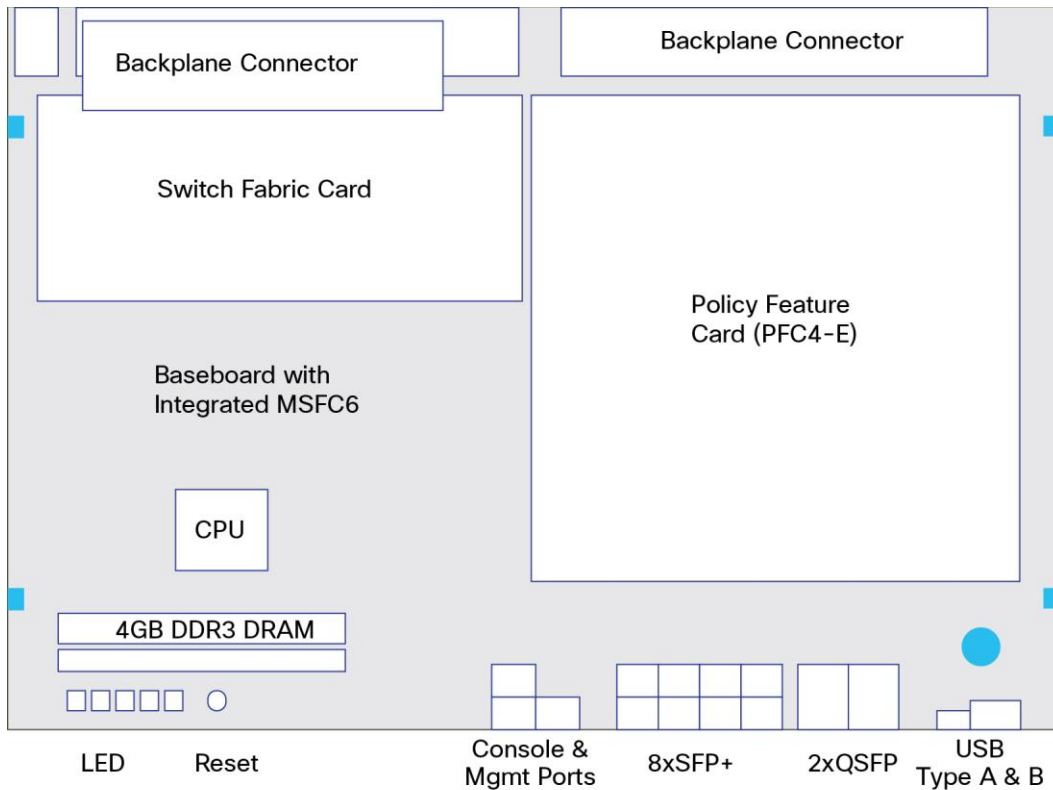 Backplane Connector
Backplane Connector
Switch Fabric Card
Policy Feature
Card (PFC4-E)
Baseboard with
Integrated MSFC6
CPU
4GB DDR3 DRAM
LED
Reset
Console &
Mgmt Ports
8xSFP+
2xQSFP
USB
Type A & B